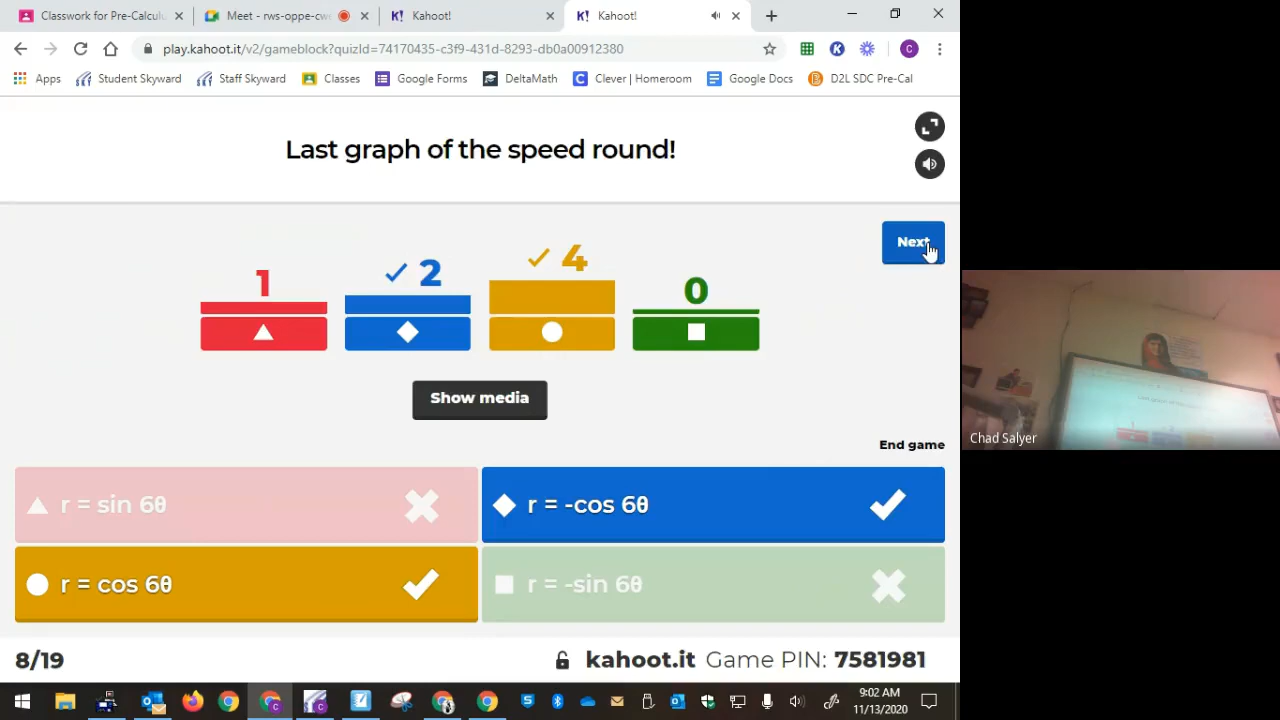 Classwork for Pre-Calcul
Meet - rws-oppe-cwe
Kahoot!
Kahoot!
play.kahoot.it/v2/gameblock?quizId=74170435-c3f9-431d-8293-db0a00912380
Apps Student Skyward Staff Skyward Classes Google Forms DeltaMath Clever | Homeroom Google Docs D2L SDC Pre-Cal
Last graph of the speed round!
Next
1 2 4 0
Show media
End game
r = sin 6θ
r = -cos 6θ
r = cos 6θ
r = -sin 6θ
8/19
kahoot.it Game PIN: 7581981
Chad Salyer
9:02 AM
11/13/2020